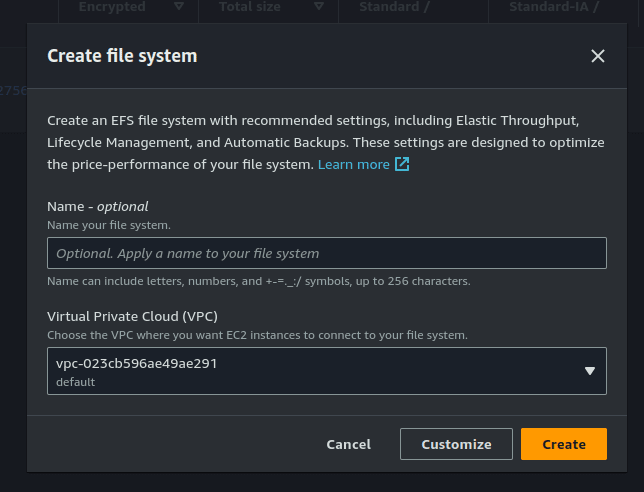 Encrypted
Total size
Standard /
Standard-IA /
2756
Create file system
Create an EFS file system with recommended settings, including Elastic Throughput,
Lifecycle Management, and Automatic Backups. These settings are designed to optimize
the price-performance of your file system. Learn more
Name - optional
Name your file system.
Optional. Apply a name to your file system
Name can include letters, numbers, and +-=._:/ symbols, up to 256 characters.
Virtual Private Cloud (VPC)
Choose the VPC where you want EC2 instances to connect to your file system.
vpc-023cb596ae49ae291
default
Cancel
Customize
Create